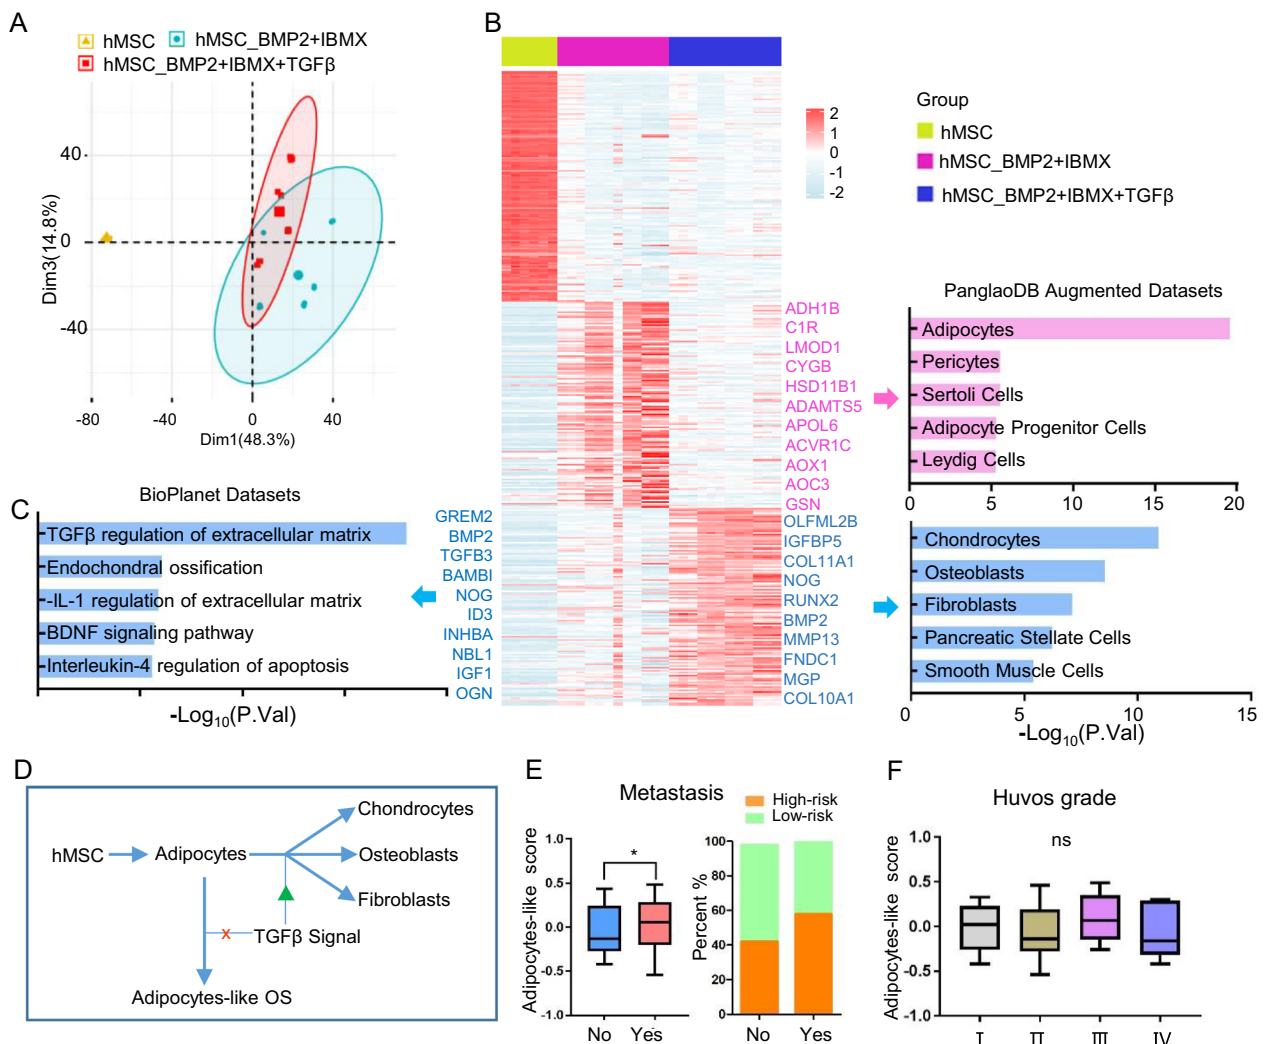 A
hMSC
hMSC_BMP2+IBMX
hMSC_BMP2+IBMX+TGFβ
40
0
-40
Dim3(14.8%)
-80
-40
0
40
Dim1(48.3%)
B
2
1
0
-1
-2
Group
hMSC
hMSC_BMP2+IBMX
hMSC_BMP2+IBMX+TGFβ
ADH1B
C1R
LMOD1
CYGB
HSD11B1
ADAMTS5
APOL6
ACVR1C
AOX1
AOC3
GSN
OLFML2B
IGFBP5
COL11A1
NOG
RUNX2
BMP2
MMP13
FNDC1
MGP
COL10A1
PanglaoDB Augmented Datasets
Adipocytes
Pericytes
Sertoli Cells
Adipocyte Progenitor Cells
Leydig Cells
0
5
10
15
20
Chondrocytes
Osteoblasts
Fibroblasts
Pancreatic Stellate Cells
Smooth Muscle Cells
0
5
10
15
-Log10(P.Val)
C
BioPlanet Datasets
TGFβ regulation of extracellular matrix
Endochondral ossification
-IL-1 regulation of extracellular matrix
BDNF signaling pathway
Interleukin-4 regulation of apoptosis
-Log10(P.Val)
GREM2
BMP2
TGFB3
BAMBI
NOG
ID3
INHBA
NBL1
IGF1
OGN
D
hMSC
Adipocytes
Chondrocytes
Osteoblasts
Fibroblasts
X
TGFβ Signal
Adipocytes-like OS
E
Metastasis
High-risk
Low-risk
Adipocytes-like score
1.0
0.5
0.0
-0.5
-1.0
*
No
Yes
Percent %
100
80
60
40
20
0
No
Yes
F
Huvos grade
ns
Adipocytes-like score
1.0
0.5
0.0
-0.5
-1.0
I
II
III
IV